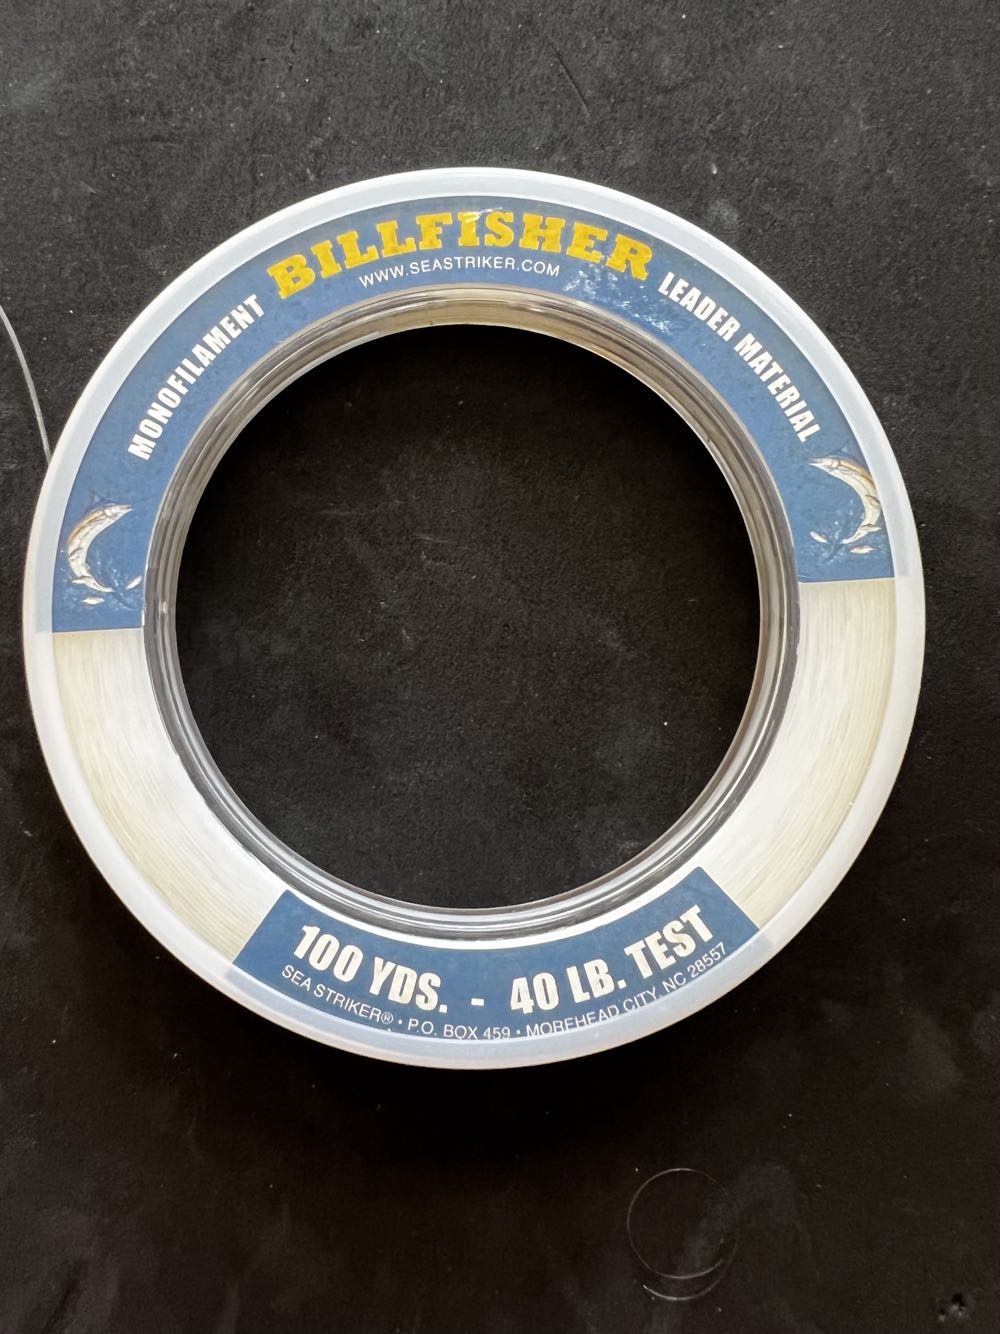 BILLFISHER
WWW.SEASTRIKER.COM
MONOFILAMENT
LEADER MATERIAL
100 YDS. - 40 LB. TEST
SEA STRIKER® • P.O. BOX 459 • MOREHEAD CITY, NC 28557